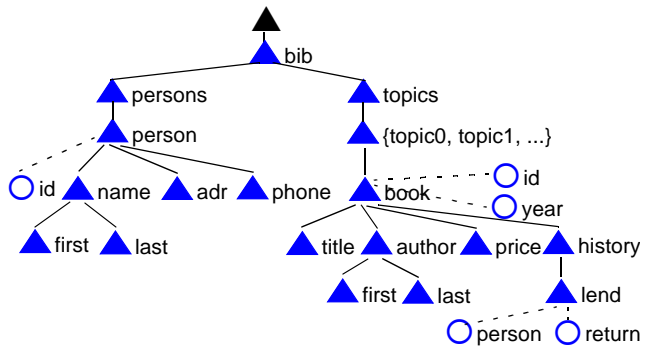 bib
persons topics
person {topic0, topic1, ...}
id name adr phone book id
year
first last title author price history
first last lend
person return